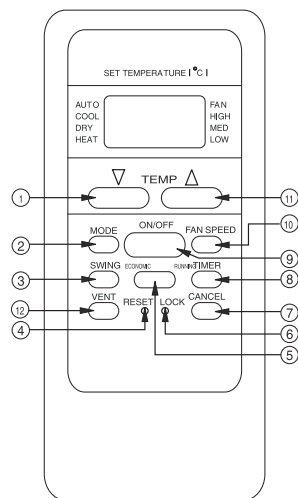 SET TEMPERATURE (°C)
AUTO FAN
COOL HIGH
DRY MED
HEAT LOW
▽ TEMP △
1 11
ON/OFF
MODE FAN SPEED
10
2
9
SWING ECONOMIC RUNNING TIMER
3 8
VENT RESET LOCK CANCEL
12 7
4 6
5